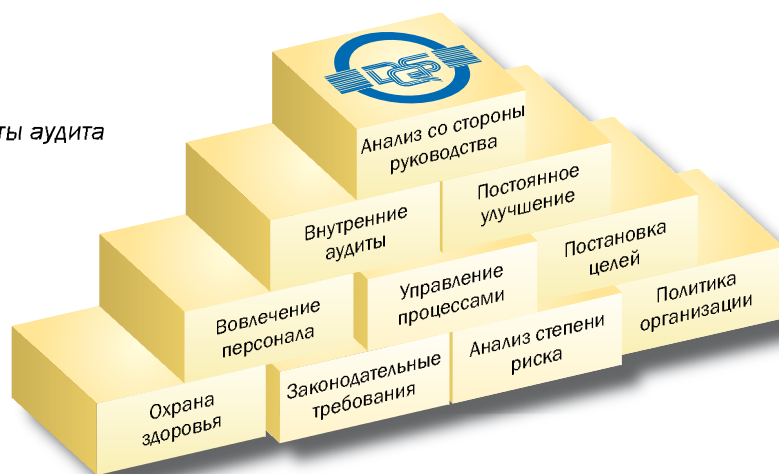 DQS
ты аудита
Анализ со стороны
руководства
Внутренние
аудиты
Постоянное
улучшение
Вовлечение
персонала
Управление
процессами
Постановка
целей
Охрана
здоровья
Законодательные
требования
Анализ степени
риска
Политика
организации